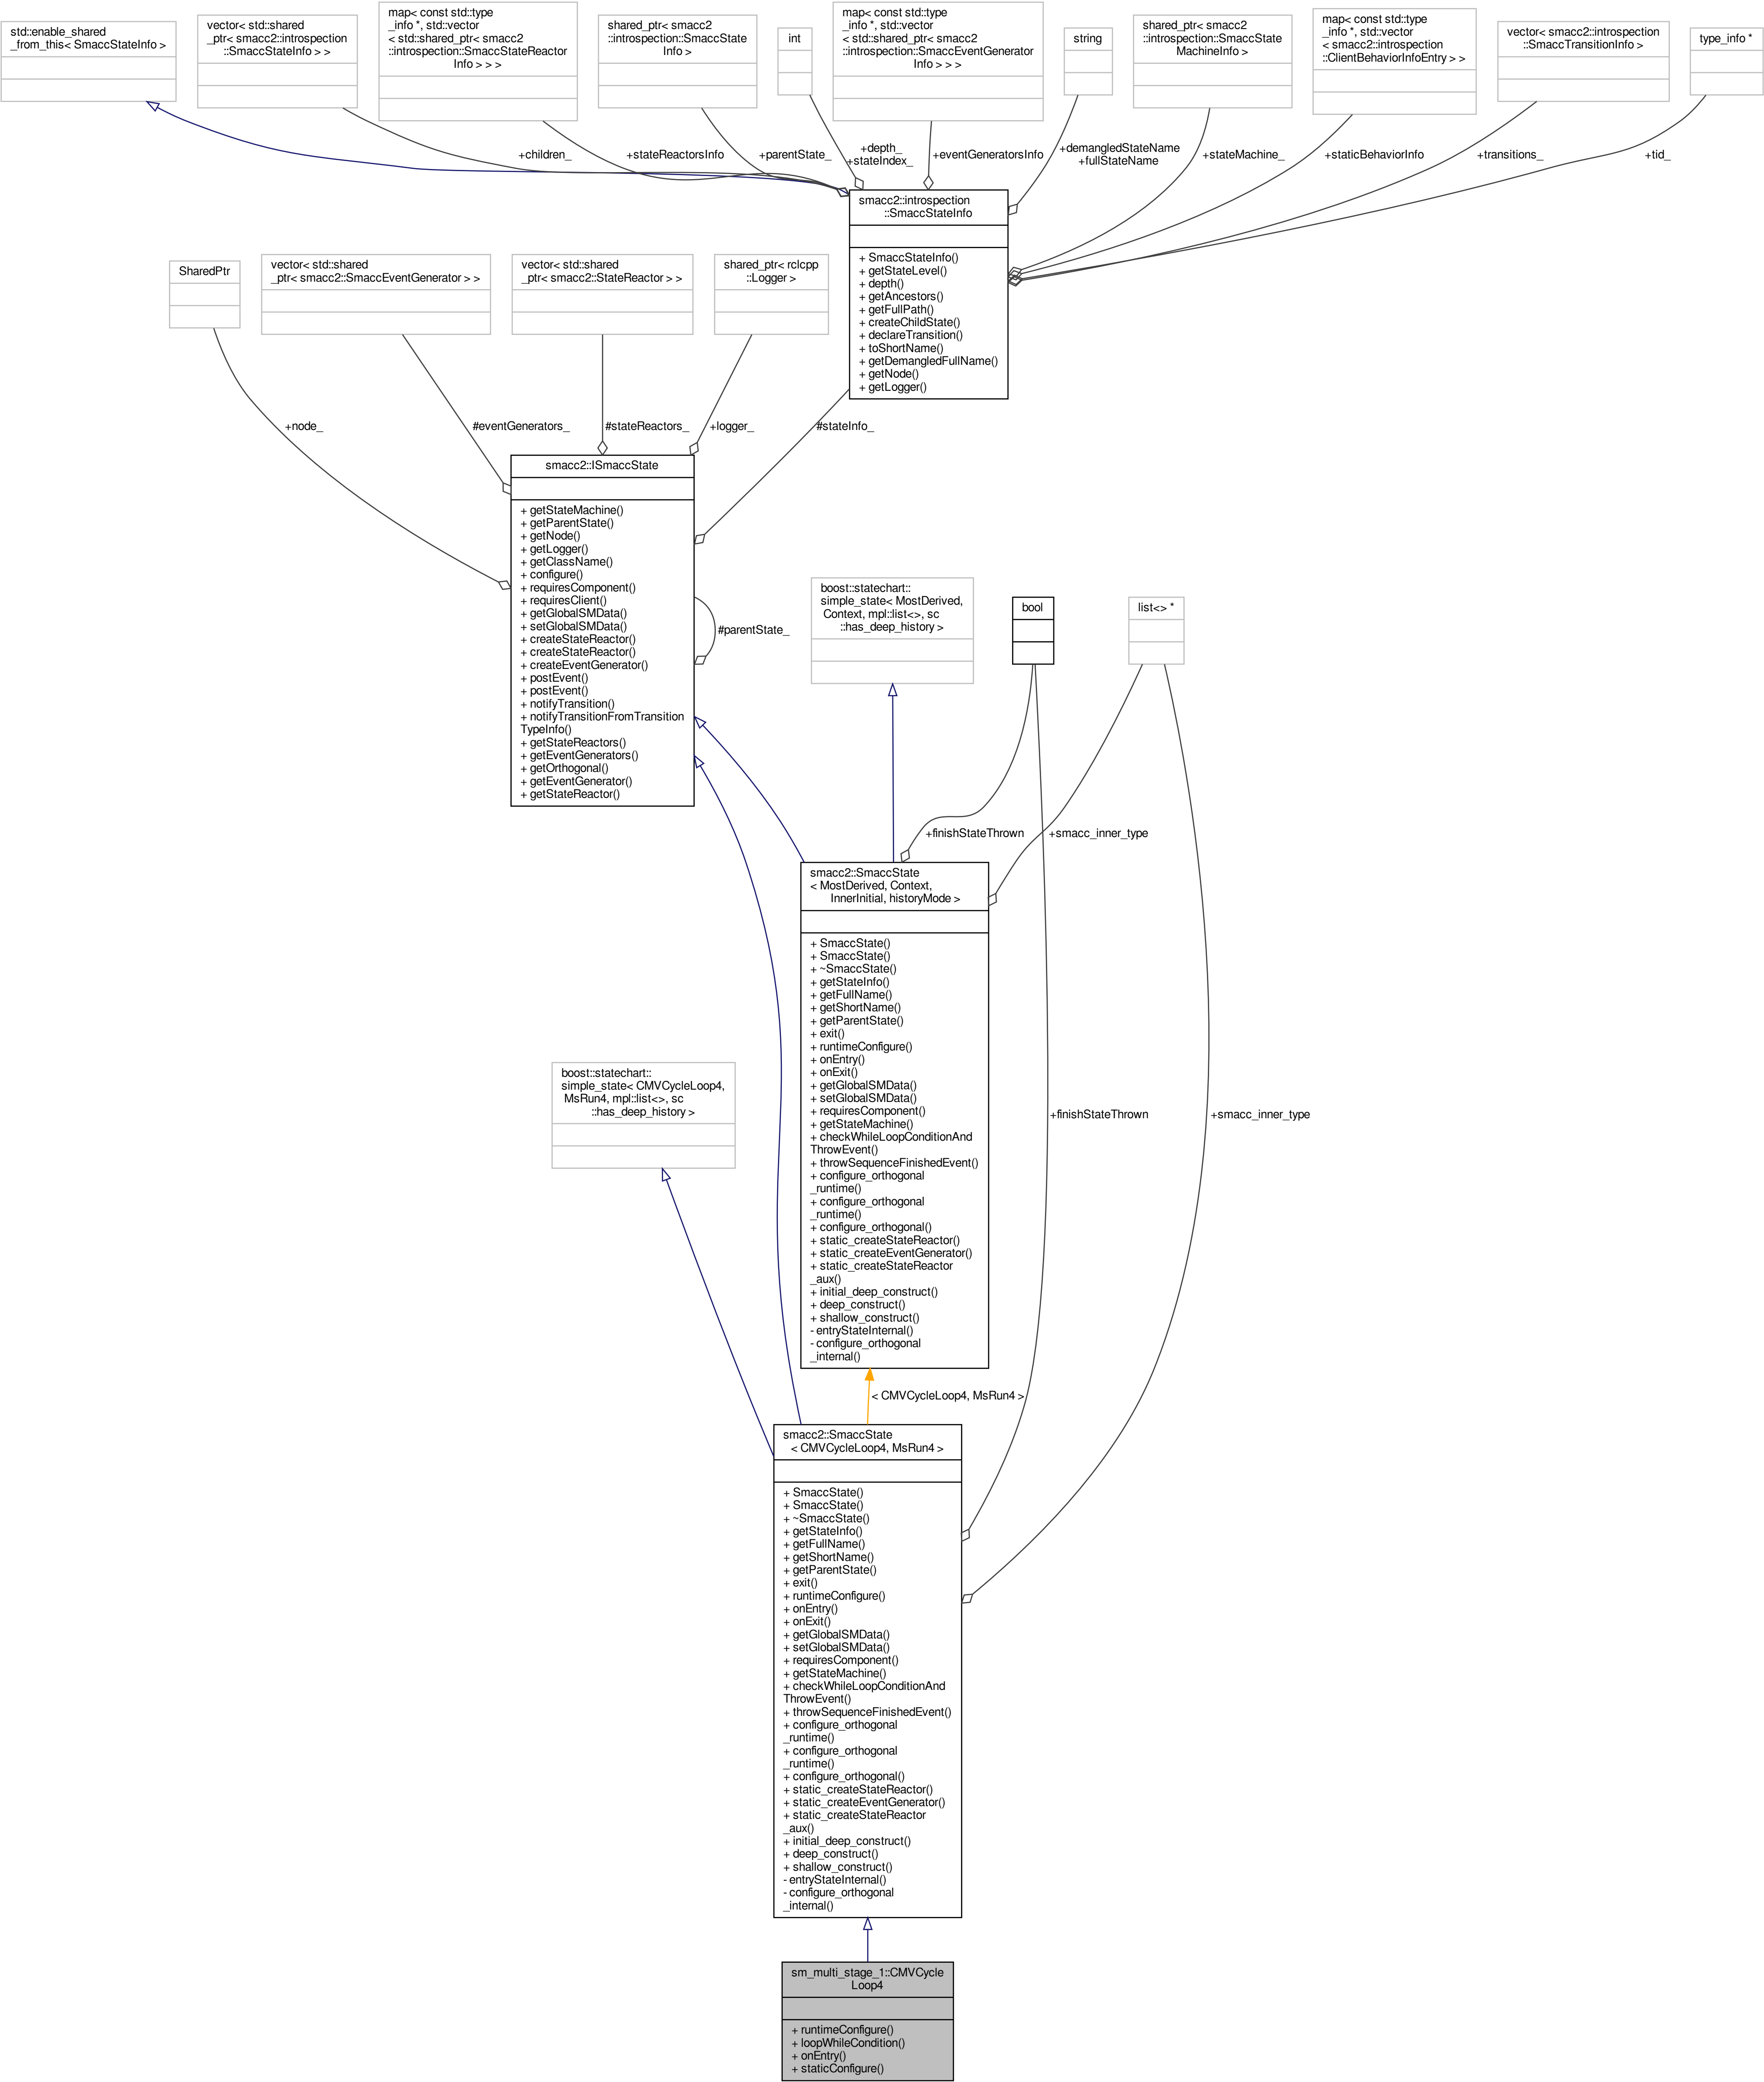 std::enable_shared
_from_this< SmaccStateInfo >
vector< std::shared
_ptr< smacc2::introspection
::SmaccStateInfo > >
map< const std::type
_info *, std::vector
< std::shared_ptr< smacc2
::introspection::SmaccStateReactor
Info > > >
shared_ptr< smacc2
::introspection::SmaccState
Info >
int
map< const std::type
_info *, std::vector
< std::shared_ptr< smacc2
::introspection::SmaccEventGenerator
Info > > >
string
shared_ptr< smacc2
::introspection::SmaccState
MachineInfo >
map< const std::type
_info *, std::vector
< smacc2::introspection
::ClientBehaviorInfoEntry > >
vector< smacc2::introspection
::SmaccTransitionInfo >
type_info *
+children_
+stateReactorsInfo
+parentState_
+depth_
+stateIndex_
+eventGeneratorsInfo
+demangledStateName
+fullStateName
+stateMachine_
+staticBehaviorInfo
+transitions_
+tid_
smacc2::introspection
::SmaccStateInfo
+ SmaccStateInfo()
+ getStateLevel()
+ depth()
+ getAncestors()
+ getFullPath()
+ createChildState()
+ declareTransition()
+ toShortName()
+ getDemangledFullName()
+ getNode()
+ getLogger()
SharedPtr
vector< std::shared
_ptr< smacc2::SmaccEventGenerator > >
vector< std::shared
_ptr< smacc2::StateReactor > >
shared_ptr< rclcpp
::Logger >
+node_
#eventGenerators_
#stateReactors_
+logger_
#stateInfo_
smacc2::ISmaccState
+ getStateMachine()
+ getParentState()
+ getNode()
+ getLogger()
+ getClassName()
+ configure()
+ requiresComponent()
+ requiresClient()
+ getGlobalSMData()
+ setGlobalSMData()
+ createStateReactor()
+ createStateReactor()
+ createEventGenerator()
+ postEvent()
+ postEvent()
+ notifyTransition()
+ notifyTransitionFromTransition
TypeInfo()
+ getStateReactors()
+ getEventGenerators()
+ getOrthogonal()
+ getEventGenerator()
+ getStateReactor()
#parentState_
boost::statechart::
simple_state< MostDerived,
Context, mpl::list<>, sc
::has_deep_history >
bool
list<> *
+finishStateThrown
+smacc_inner_type
smacc2::SmaccState
< MostDerived, Context,
InnerInitial, historyMode >
+ SmaccState()
+ SmaccState()
+ ~SmaccState()
+ getStateInfo()
+ getFullName()
+ getShortName()
+ getParentState()
+ exit()
+ runtimeConfigure()
+ onEntry()
+ onExit()
+ getGlobalSMData()
+ setGlobalSMData()
+ requiresComponent()
+ getStateMachine()
+ checkWhileLoopConditionAnd
ThrowEvent()
+ throwSequenceFinishedEvent()
+ configure_orthogonal
_runtime()
+ configure_orthogonal
_runtime()
+ configure_orthogonal()
+ static_createStateReactor()
+ static_createEventGenerator()
+ static_createStateReactor
_aux()
+ initial_deep_construct()
+ deep_construct()
+ shallow_construct()
- entryStateInternal()
- configure_orthogonal
_internal()
boost::statechart::
simple_state< CMVCycleLoop4,
MsRun4, mpl::list<>, sc
::has_deep_history >
+finishStateThrown
+smacc_inner_type
< CMVCycleLoop4, MsRun4 >
smacc2::SmaccState
< CMVCycleLoop4, MsRun4 >
+ SmaccState()
+ SmaccState()
+ ~SmaccState()
+ getStateInfo()
+ getFullName()
+ getShortName()
+ getParentState()
+ exit()
+ runtimeConfigure()
+ onEntry()
+ onExit()
+ getGlobalSMData()
+ setGlobalSMData()
+ requiresComponent()
+ getStateMachine()
+ checkWhileLoopConditionAnd
ThrowEvent()
+ throwSequenceFinishedEvent()
+ configure_orthogonal
_runtime()
+ configure_orthogonal
_runtime()
+ configure_orthogonal()
+ static_createStateReactor()
+ static_createEventGenerator()
+ static_createStateReactor
_aux()
+ initial_deep_construct()
+ deep_construct()
+ shallow_construct()
- entryStateInternal()
- configure_orthogonal
_internal()
sm_multi_stage_1::CMVCycle
Loop4
+ runtimeConfigure()
+ loopWhileCondition()
+ onEntry()
+ staticConfigure()